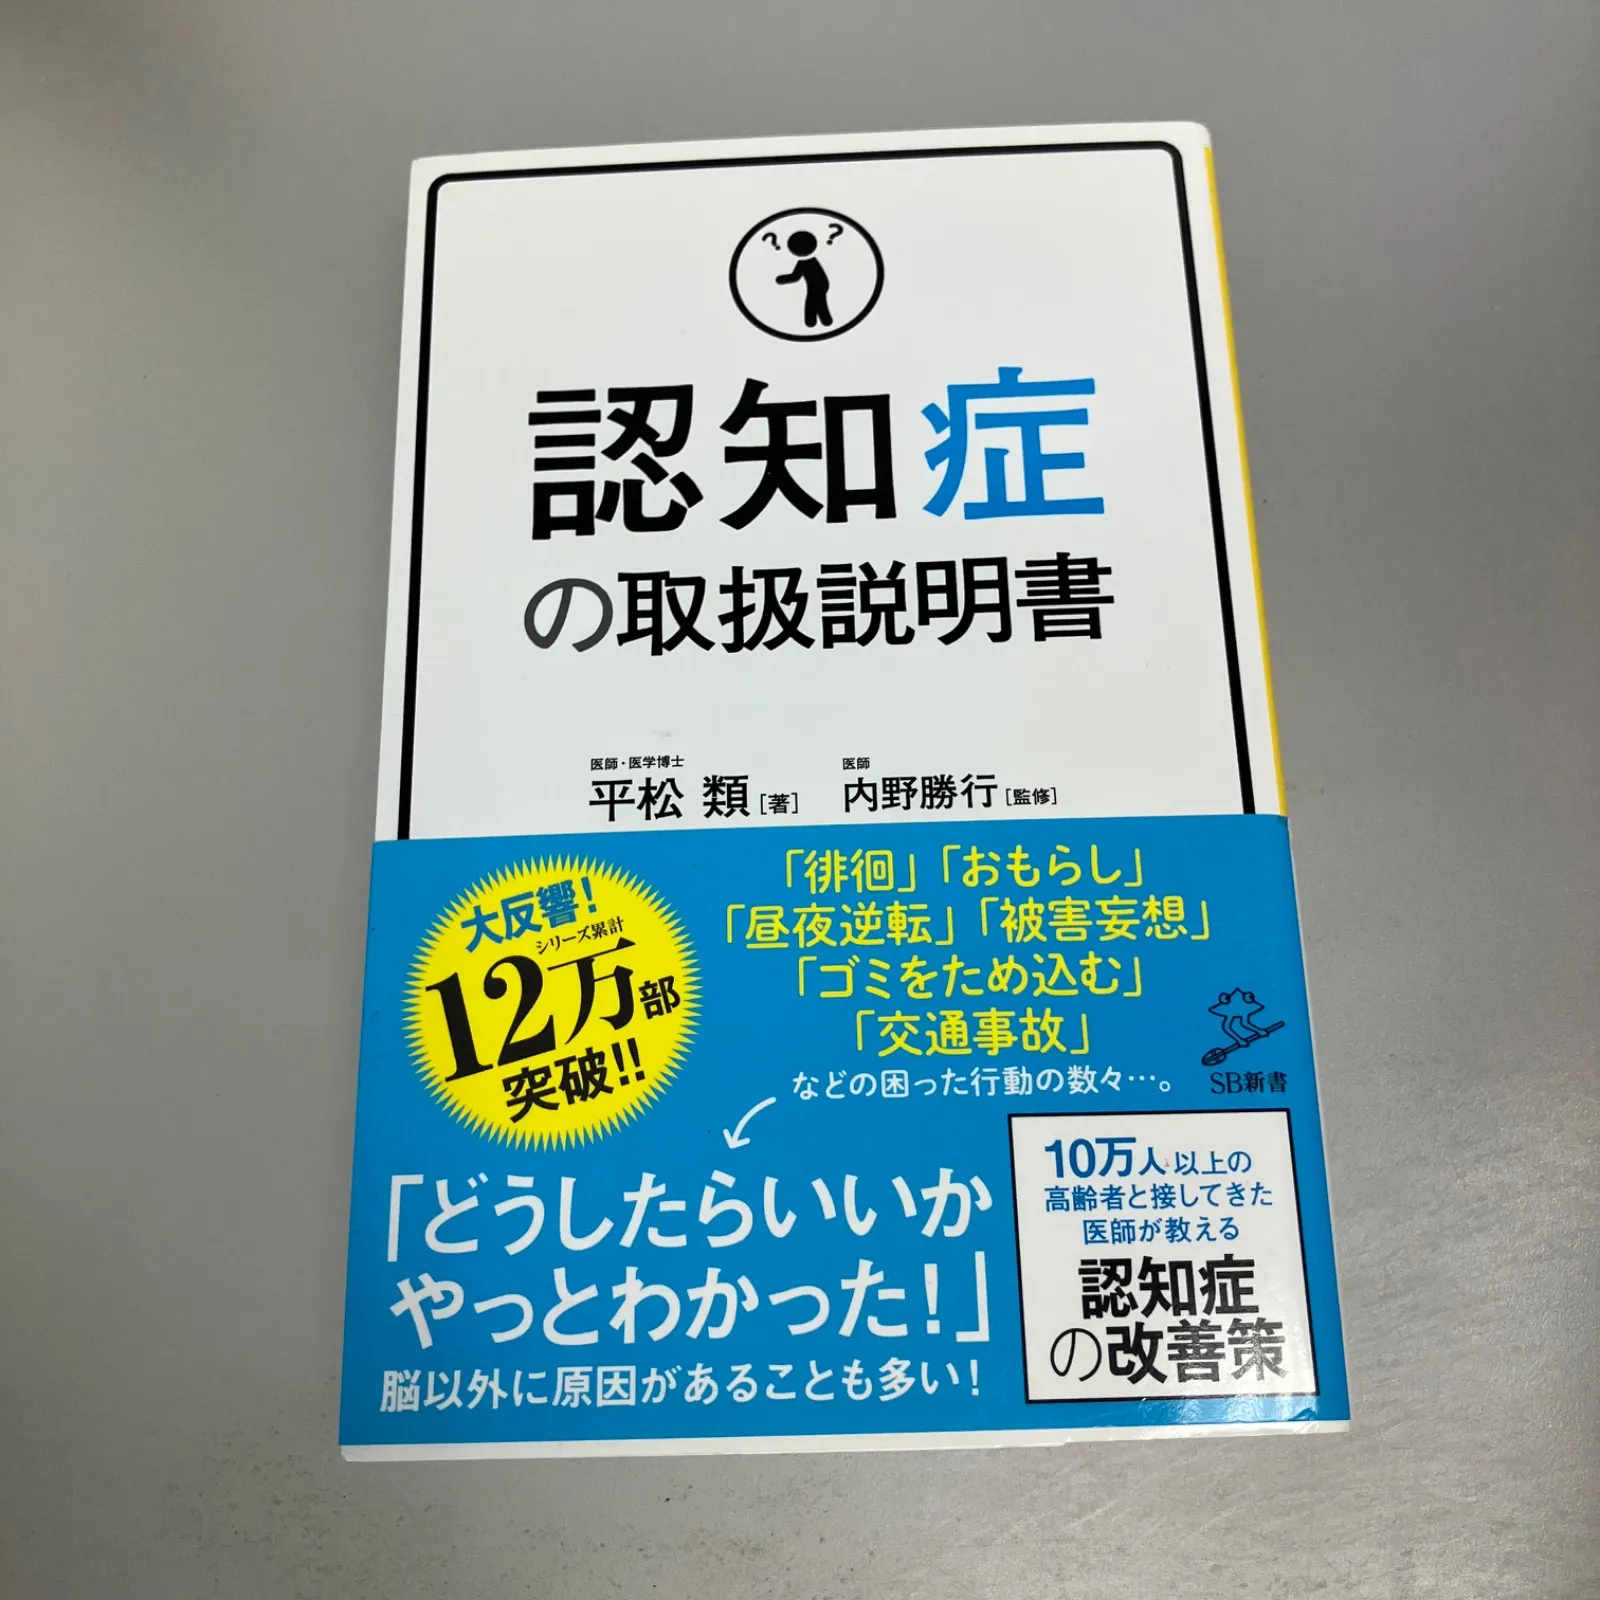 ? ?
認知症
の取扱説明書
医師・医学博士
平松 類[著]
医師
内野勝行[監修]
大反響!
シリーズ累計
12万部
突破!!
「徘徊」「おもらし」
「昼夜逆転」「被害妄想」
「ゴミをため込む」
「交通事故」
などの困った行動の数々…。
SB新書
「どうしたらいいか
やっとわかった!」
脳以外に原因があることも多い!
10万人以上の
高齢者と接してきた
医師が教える
認知症
の改善策